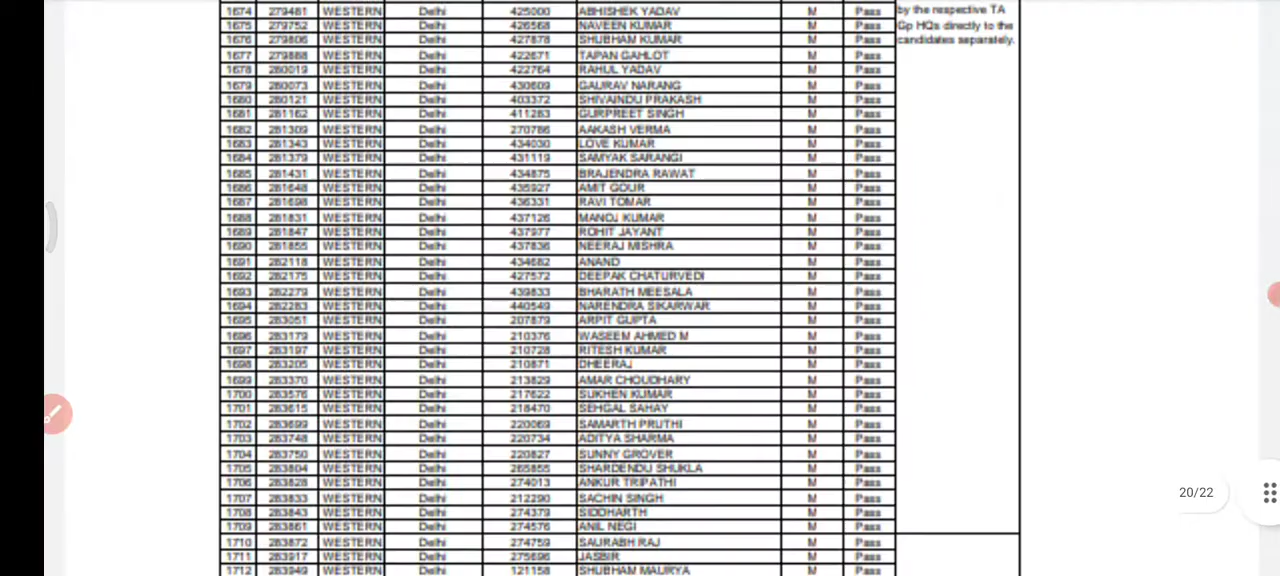 1674 279481 WESTERN Delhi 425000 ABHISHEK YADAV M Pass by the respective TA
1675 279752 WESTERN Delhi 426568 NAVEEN KUMAR M Pass Gp HQs directly to the
1676 279806 WESTERN Delhi 427878 SHUBHAM KUMAR M Pass candidates separately.
1677 279888 WESTERN Delhi 422671 TAPAN GAHLOT M Pass
1678 280019 WESTERN Delhi 422764 RAHUL YADAV M Pass
1679 280073 WESTERN Delhi 430609 GAURAV NARANG M Pass
1680 280121 WESTERN Delhi 403372 SHIVAINDU PRAKASH M Pass
1681 281162 WESTERN Delhi 411283 GURPREET SINGH M Pass
1682 281309 WESTERN Delhi 270786 AAKASH VERMA M Pass
1683 281343 WESTERN Delhi 434030 LOVE KUMAR M Pass
1684 281379 WESTERN Delhi 431119 SAMYAK SARANGI M Pass
1685 281431 WESTERN Delhi 434875 BRAJENDRA RAWAT M Pass
1686 281648 WESTERN Delhi 435927 AMIT GOUR M Pass
1687 281698 WESTERN Delhi 436331 RAVI TOMAR M Pass
1688 281831 WESTERN Delhi 437126 MANOJ KUMAR M Pass
1689 281847 WESTERN Delhi 437977 ROHIT JAYANT M Pass
1690 281855 WESTERN Delhi 437836 NEERAJ MISHRA M Pass
1691 282118 WESTERN Delhi 434682 ANAND M Pass
1692 282175 WESTERN Delhi 427572 DEEPAK CHATURVEDI M Pass
1693 282279 WESTERN Delhi 439833 BHARATH MEESALA M Pass
1694 282283 WESTERN Delhi 440549 NARENDRA SIKARWAR M Pass
1695 283051 WESTERN Delhi 207879 ARPIT GUPTA M Pass
1696 283179 WESTERN Delhi 210376 WASEEM AHMED M M Pass
1697 283197 WESTERN Delhi 210728 RITESH KUMAR M Pass
1698 283205 WESTERN Delhi 210871 DHEERAJ M Pass
1699 283370 WESTERN Delhi 213829 AMAR CHOUDHARY M Pass
1700 283576 WESTERN Delhi 217622 SUKHEN KUMAR M Pass
1701 283615 WESTERN Delhi 218470 SEHGAL SAHAY M Pass
1702 283699 WESTERN Delhi 220069 SAMARTH PRUTHI M Pass
1703 283748 WESTERN Delhi 220734 ADITYA SHARMA M Pass
1704 283750 WESTERN Delhi 220827 SUNNY GROVER M Pass
1705 283804 WESTERN Delhi 265855 SHARDENDU SHUKLA M Pass
1706 283828 WESTERN Delhi 274013 ANKUR TRIPATHI M Pass
1707 283833 WESTERN Delhi 212290 SACHIN SINGH M Pass
1708 283843 WESTERN Delhi 274379 SIDDHARTH M Pass
1709 283861 WESTERN Delhi 274576 ANIL NEGI M Pass
1710 283872 WESTERN Delhi 274759 SAURABH RAJ M Pass
1711 283917 WESTERN Delhi 275696 JASBIR M Pass
1712 283949 WESTERN Delhi 121158 SHUBHAM MAURYA M Pass
20/22